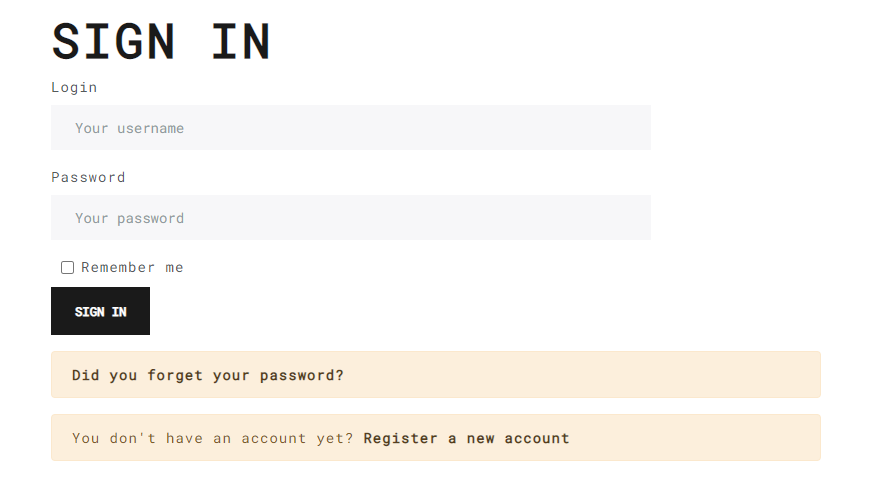 SIGN IN
Login
Your username
Password
Your password
Remember me
SIGN IN
Did you forget your password?
You don't have an account yet? Register a new account